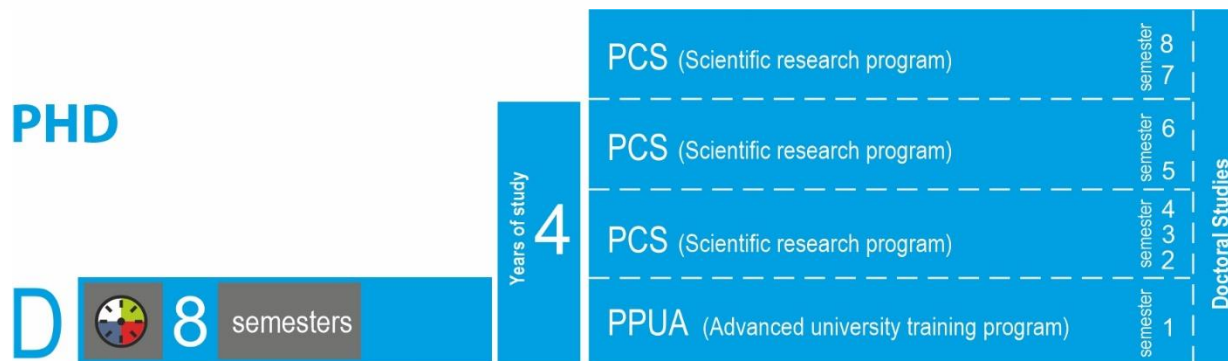 PHD
D 8 semesters
Years of study 4
PCS (Scientific research program)
semester 8 7
PCS (Scientific research program)
semester 6 5
PCS (Scientific research program)
semester 4 3 2
PPUA (Advanced university training program)
semester 1
Doctoral Studies